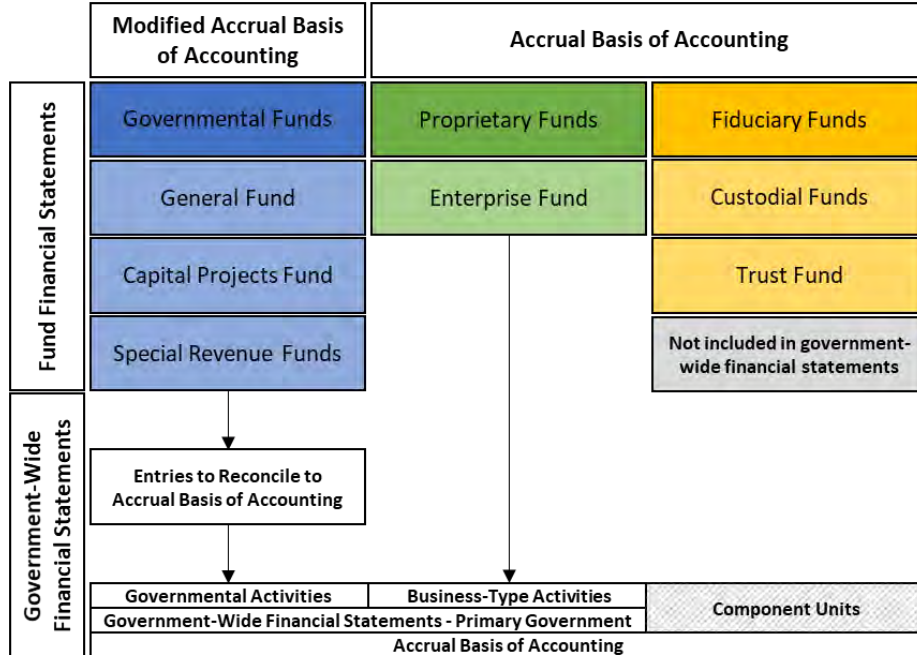 Modified Accrual Basis
of Accounting
Accrual Basis of Accounting
Fund Financial Statements
Governmental Funds
Proprietary Funds
Fiduciary Funds
General Fund
Enterprise Fund
Custodial Funds
Capital Projects Fund
Trust Fund
Special Revenue Funds
Not included in government-
wide financial statements
Government-Wide
Financial Statements
Entries to Reconcile to
Accrual Basis of Accounting
Governmental Activities
Business-Type Activities
Component Units
Government-Wide Financial Statements - Primary Government
Accrual Basis of Accounting